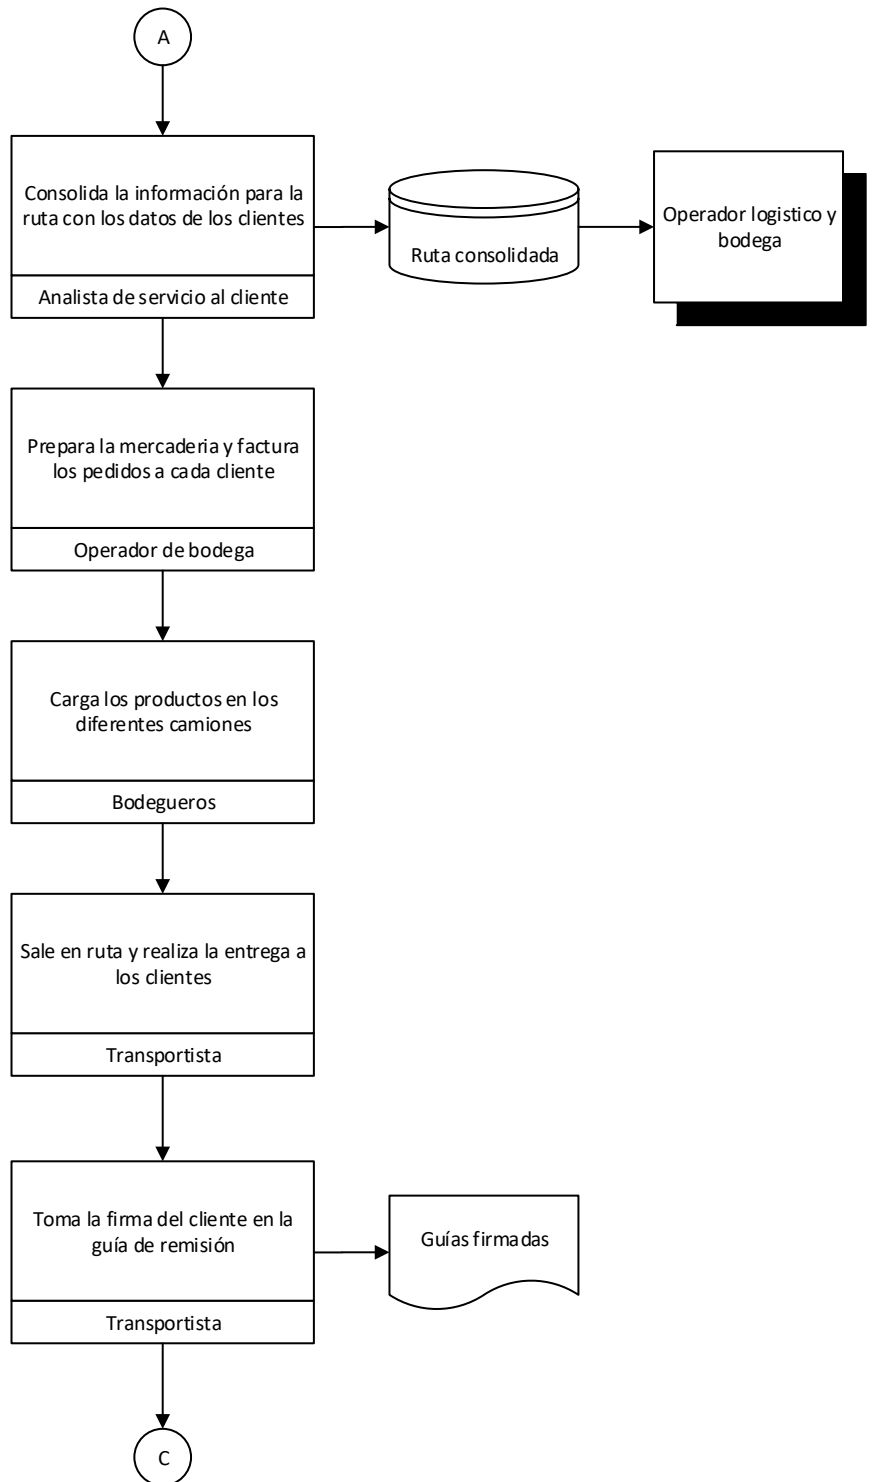 A
Consolida la información para la
ruta con los datos de los clientes
Analista de servicio al cliente
Ruta consolidada
Operador logistico y
bodega
Prepara la mercaderia y factura
los pedidos a cada cliente
Operador de bodega
Carga los productos en los
diferentes camiones
Bodegueros
Sale en ruta y realiza la entrega a
los clientes
Transportista
Toma la firma del cliente en la
guía de remisión
Transportista
Guías firmadas
C